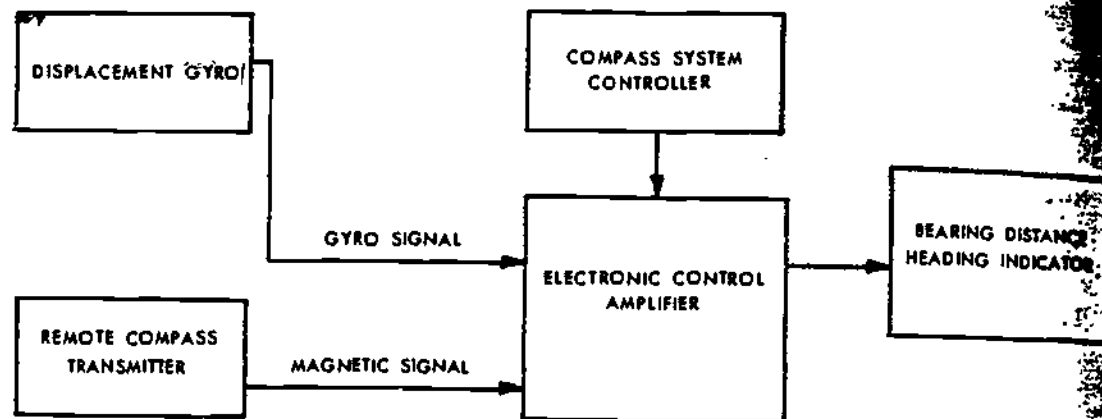 DISPLACEMENT GYRO
COMPASS SYSTEM
CONTROLLER
GYRO SIGNAL
ELECTRONIC CONTROL
AMPLIFIER
BEARING DISTANCE
HEADING INDICATOR
REMOTE COMPASS
TRANSMITTER
MAGNETIC SIGNAL